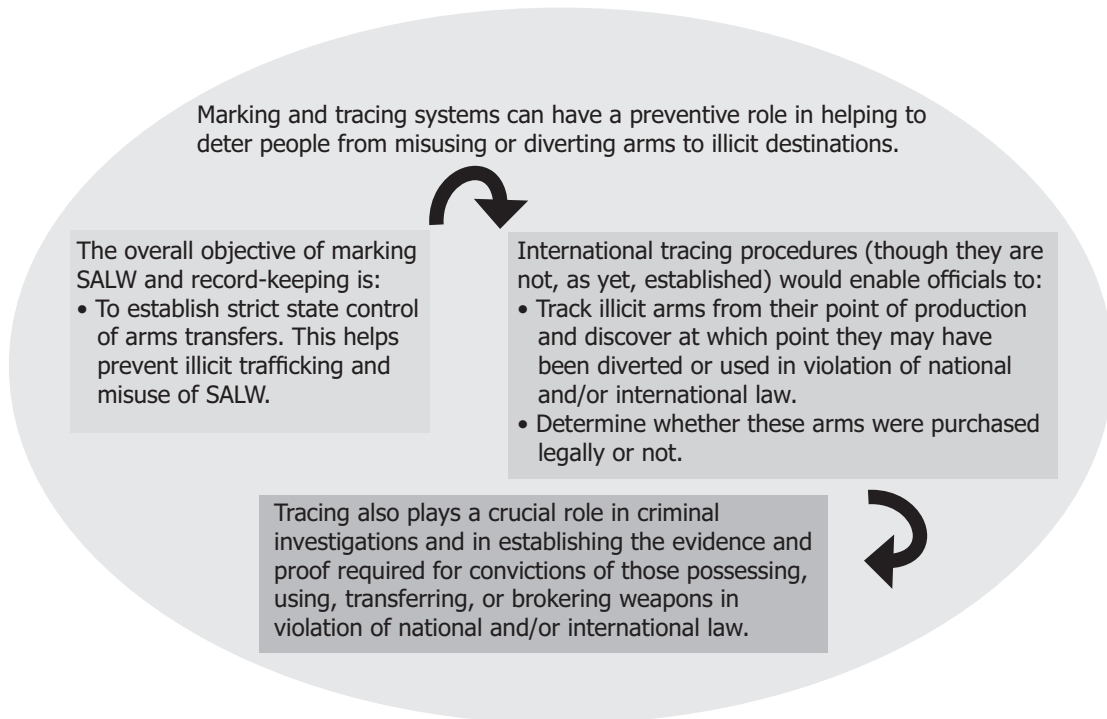 Marking and tracing systems can have a preventive role in helping to
deter people from misusing or diverting arms to illicit destinations.
The overall objective of marking
SALW and record-keeping is:
• To establish strict state control
of arms transfers. This helps
prevent illicit trafficking and
misuse of SALW.
International tracing procedures (though they are
not, as yet, established) would enable officials to:
• Track illicit arms from their point of production
and discover at which point they may have
been diverted or used in violation of national
and/or international law.
• Determine whether these arms were purchased
legally or not.
Tracing also plays a crucial role in criminal
investigations and in establishing the evidence and
proof required for convictions of those possessing,
using, transferring, or brokering weapons in
violation of national and/or international law.